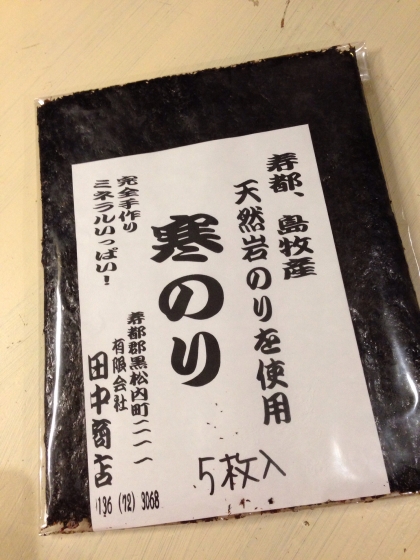 寿都、島牧産
天然岩のりを使用
寒のり
完全手作り
ミネラルいっぱい！
寿都郡黒松内町二一一
有限会社
田中商店
136 (72) 3068
5枚入